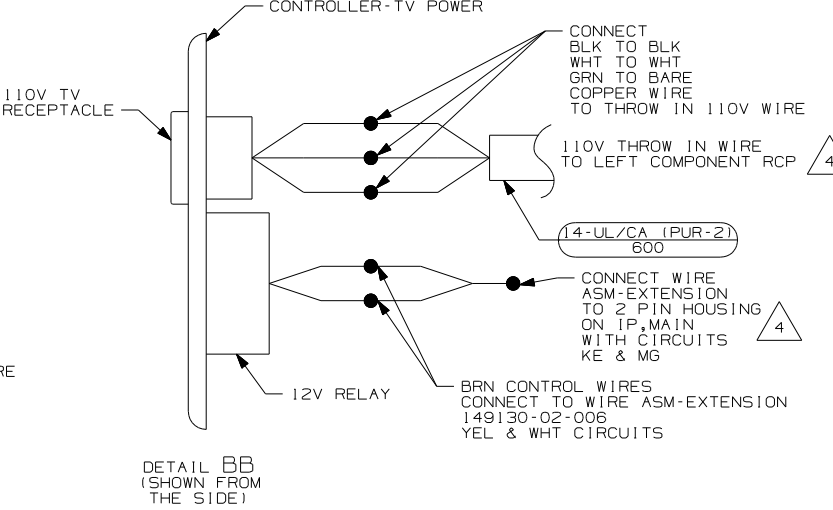 CONTROLLER-TV POWER
CONNECT
BLK TO BLK
WHT TO WHT
GRN TO BARE
COPPER WIRE
TO THROW IN 110V WIRE
110V TV
RECEPTACLE
110V THROW IN WIRE
TO LEFT COMPONENT RCP
4
14-UL/CA (PUR-2)
600
CONNECT WIRE
ASM-EXTENSION
TO 2 PIN HOUSING
ON IP,MAIN
WITH CIRCUITS
KE & MG
4
RE
12V RELAY
BRN CONTROL WIRES
CONNECT TO WIRE ASM-EXTENSION
149130-02-006
YEL & WHT CIRCUITS
DETAIL BB
(SHOWN FROM
THE SIDE)